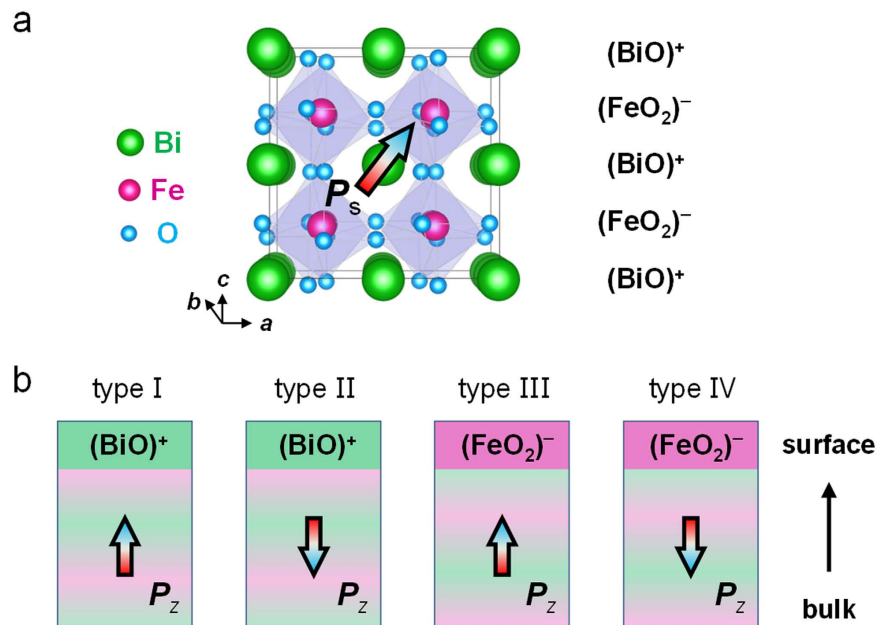 a
(BiO)⁺
(FeO₂)⁻
(BiO)⁺
(FeO₂)⁻
(BiO)⁺
Bi
Fe
O
Pₛ
c
b
a
b
type I
type II
type III
type IV
(BiO)⁺
(BiO)⁺
(FeO₂)⁻
(FeO₂)⁻
surface
P_z
P_z
P_z
P_z
bulk